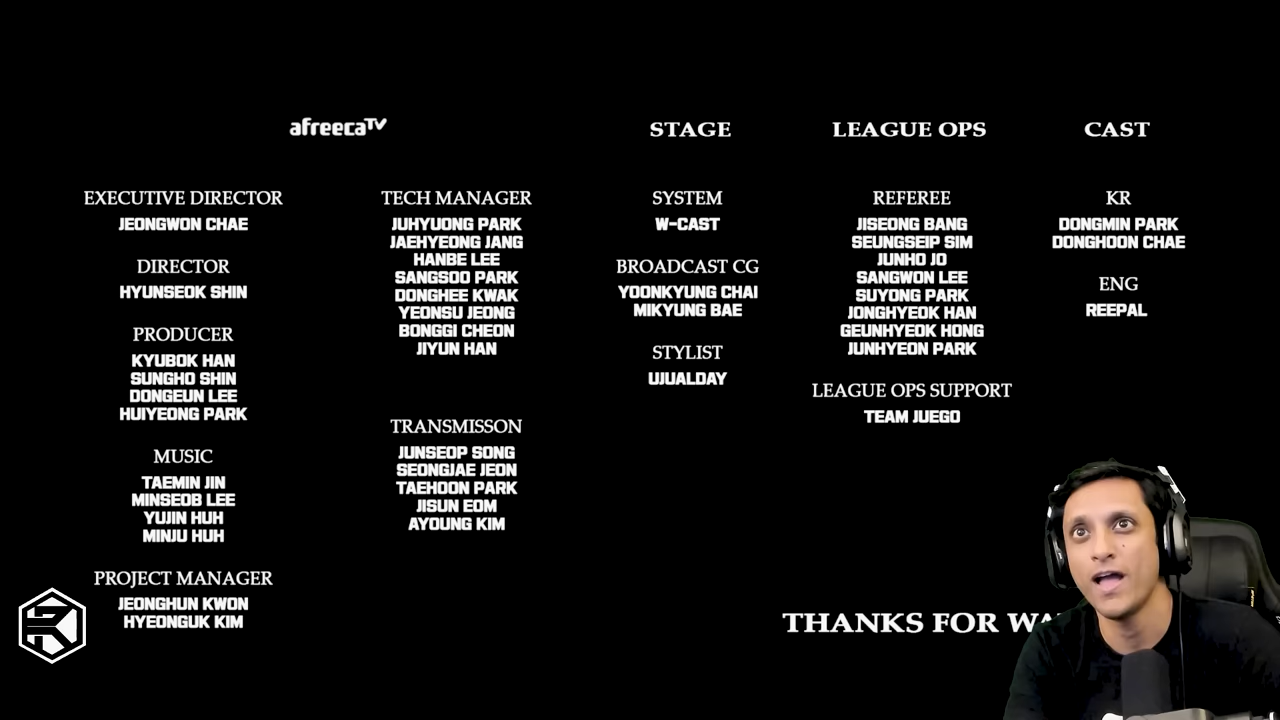 afreecaTV
EXECUTIVE DIRECTOR
JEONGWON CHAE
DIRECTOR
HYUNSEOK SHIN
PRODUCER
KYUBOK HAN
SUNGHO SHIN
DONGEUN LEE
HUIYEONG PARK
MUSIC
TAEMIN JIN
MINSEOB LEE
YUJIN HUH
MINJU HUH
PROJECT MANAGER
JEONGHUN KWON
HYEONGUK KIM
TECH MANAGER
JUHYUONG PARK
JAEHYEONG JANG
HANBE LEE
SANGSOO PARK
DONGHEE KWAK
YEONSU JEONG
BONGGI CHEON
JIYUN HAN
TRANSMISSON
JUNSEOP SONG
SEONGJAE JEON
TAEHOON PARK
JISUN EOM
AYOUNG KIM
STAGE
SYSTEM
W-CAST
BROADCAST CG
YOONKYUNG CHAI
MIKYUNG BAE
STYLIST
UJUALDAY
LEAGUE OPS
REFEREE
JISEONG BANG
SEUNGSEIP SIM
JUNHO JO
SANGWON LEE
SUYONG PARK
JONGHYEOK HAN
GEUNHYEOK HONG
JUNHYEON PARK
LEAGUE OPS SUPPORT
TEAM JUEGO
CAST
KR
DONGMIN PARK
DONGHOON CHAE
ENG
REEPAL
THANKS FOR WA